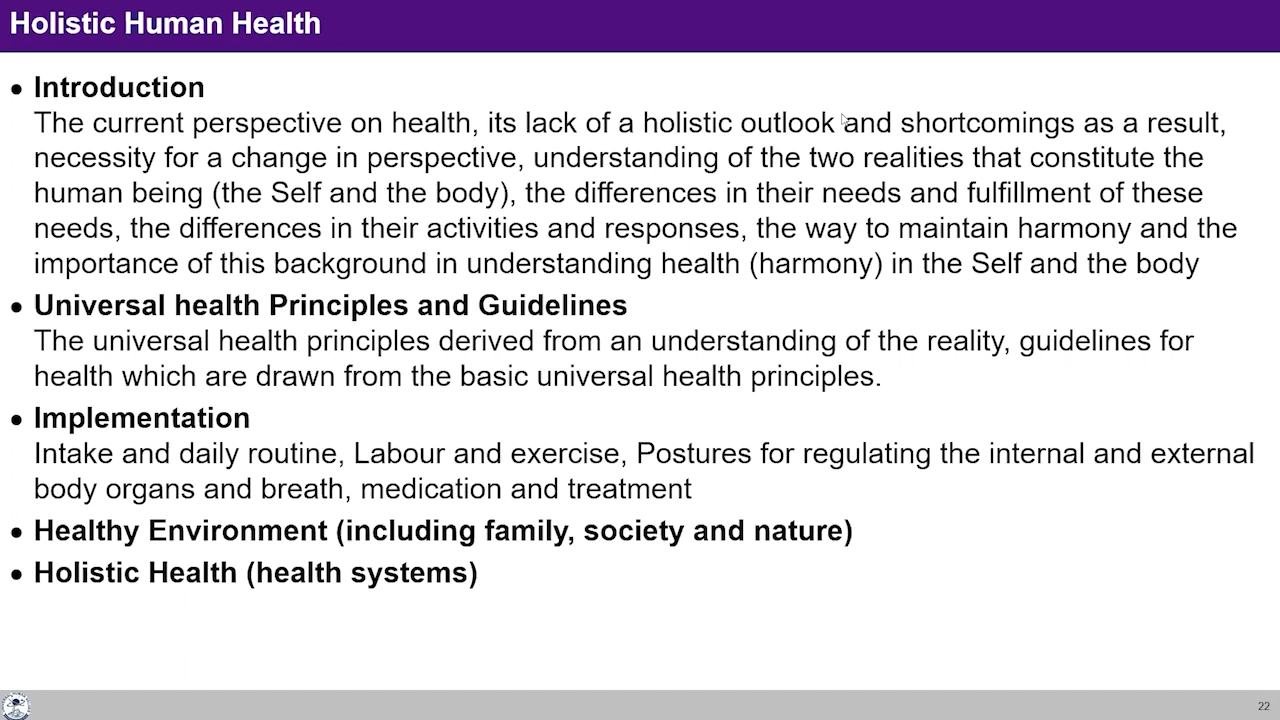 Holistic Human Health
● Introduction
The current perspective on health, its lack of a holistic outlook and shortcomings as a result,
necessity for a change in perspective, understanding of the two realities that constitute the
human being (the Self and the body), the differences in their needs and fulfillment of these
needs, the differences in their activities and responses, the way to maintain harmony and the
importance of this background in understanding health (harmony) in the Self and the body
● Universal health Principles and Guidelines
The universal health principles derived from an understanding of the reality, guidelines for
health which are drawn from the basic universal health principles.
● Implementation
Intake and daily routine, Labour and exercise, Postures for regulating the internal and external
body organs and breath, medication and treatment
● Healthy Environment (including family, society and nature)
● Holistic Health (health systems)
22